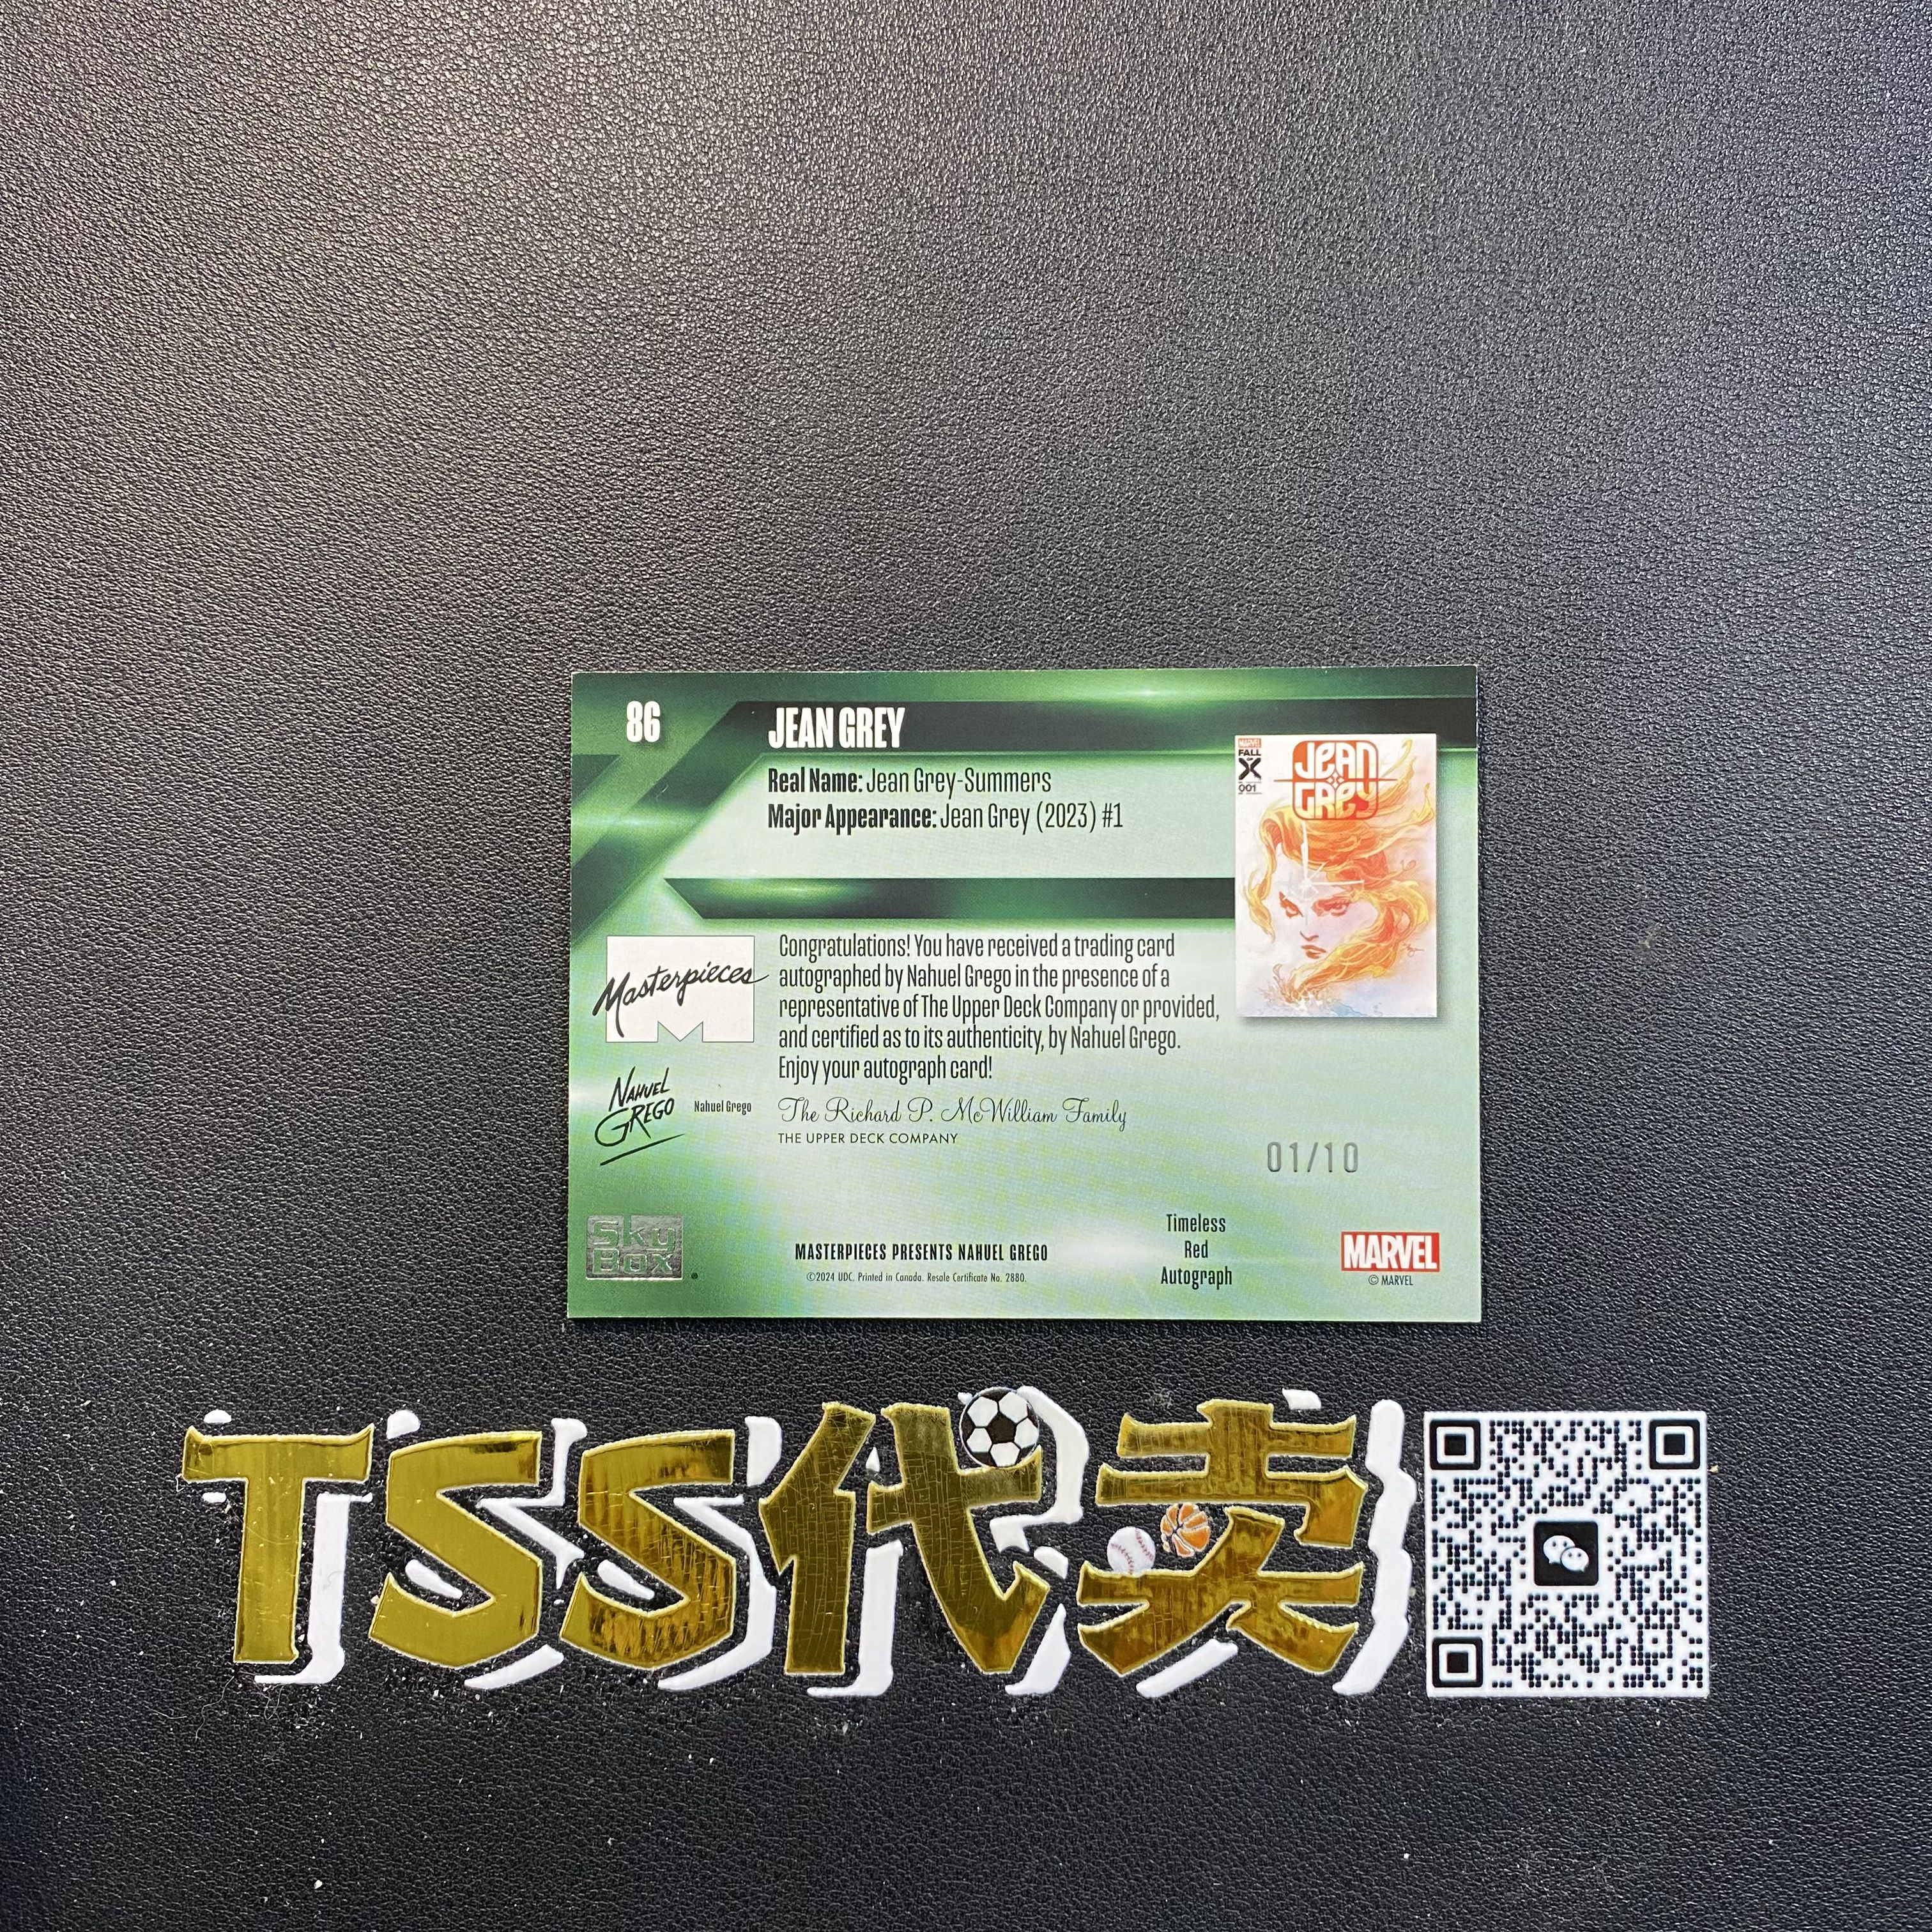 86
JEAN GREY
Real Name: Jean Grey-Summers
Major Appearance: Jean Grey (2023) #1
MARVEL
FALL
X
001
JEAN
GREY
Masterpieces
Congratulations! You have received a trading card
autographed by Nahuel Grego in the presence of a
representative of The Upper Deck Company or provided,
and certified as to its authenticity, by Nahuel Grego.
Enjoy your autograph card!
NAHUEL
GREGO
Nahuel Grego
The Richard P. McWilliam Family
THE UPPER DECK COMPANY
01/10
SkyBox
MASTERPIECES PRESENTS NAHUEL GREGO
©2024 UDC. Printed in Canada. Resale Certificate No. 2880.
Timeless
Red
Autograph
MARVEL
© MARVEL
TSS代卖